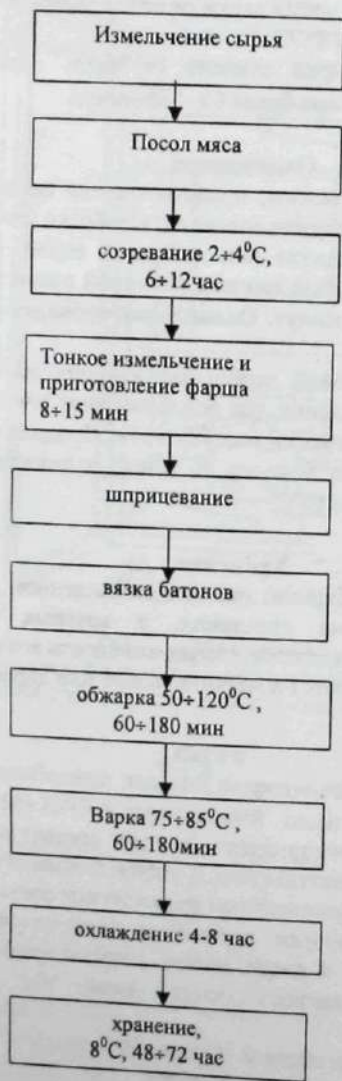 Измельчение сырья
Посол мяса
созревание 2÷4⁰С,
6÷12час
Тонкое измельчение и
приготовление фарша
8÷15 мин
шприцевание
вязка батонов
обжарка 50÷120⁰С ,
60÷180 мин
Варка 75÷85⁰С ,
60÷180мин
охлаждение 4-8 час
хранение,
8⁰С, 48÷72 час